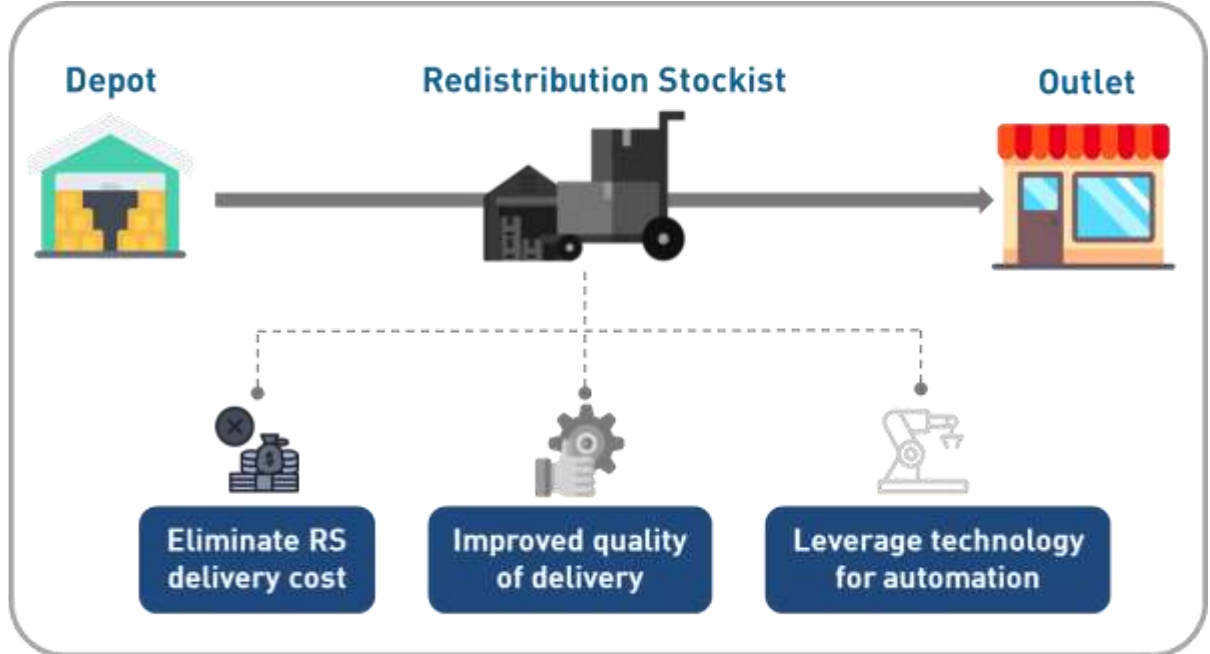 Depot
Redistribution Stockist
Outlet
Eliminate RS
delivery cost
Improved quality
of delivery
Leverage technology
for automation